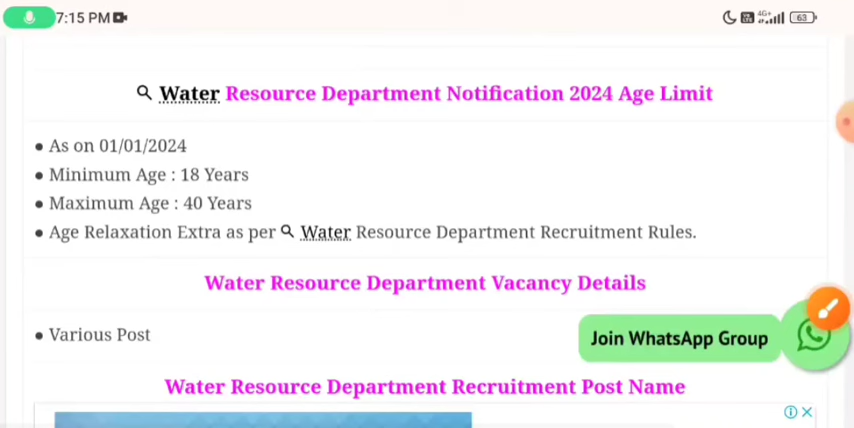 7:15 PM
4G+
63
Water Resource Department Notification 2024 Age Limit
• As on 01/01/2024
• Minimum Age : 18 Years
• Maximum Age : 40 Years
• Age Relaxation Extra as per Water Resource Department Recruitment Rules.
Water Resource Department Vacancy Details
• Various Post
Join WhatsApp Group
Water Resource Department Recruitment Post Name